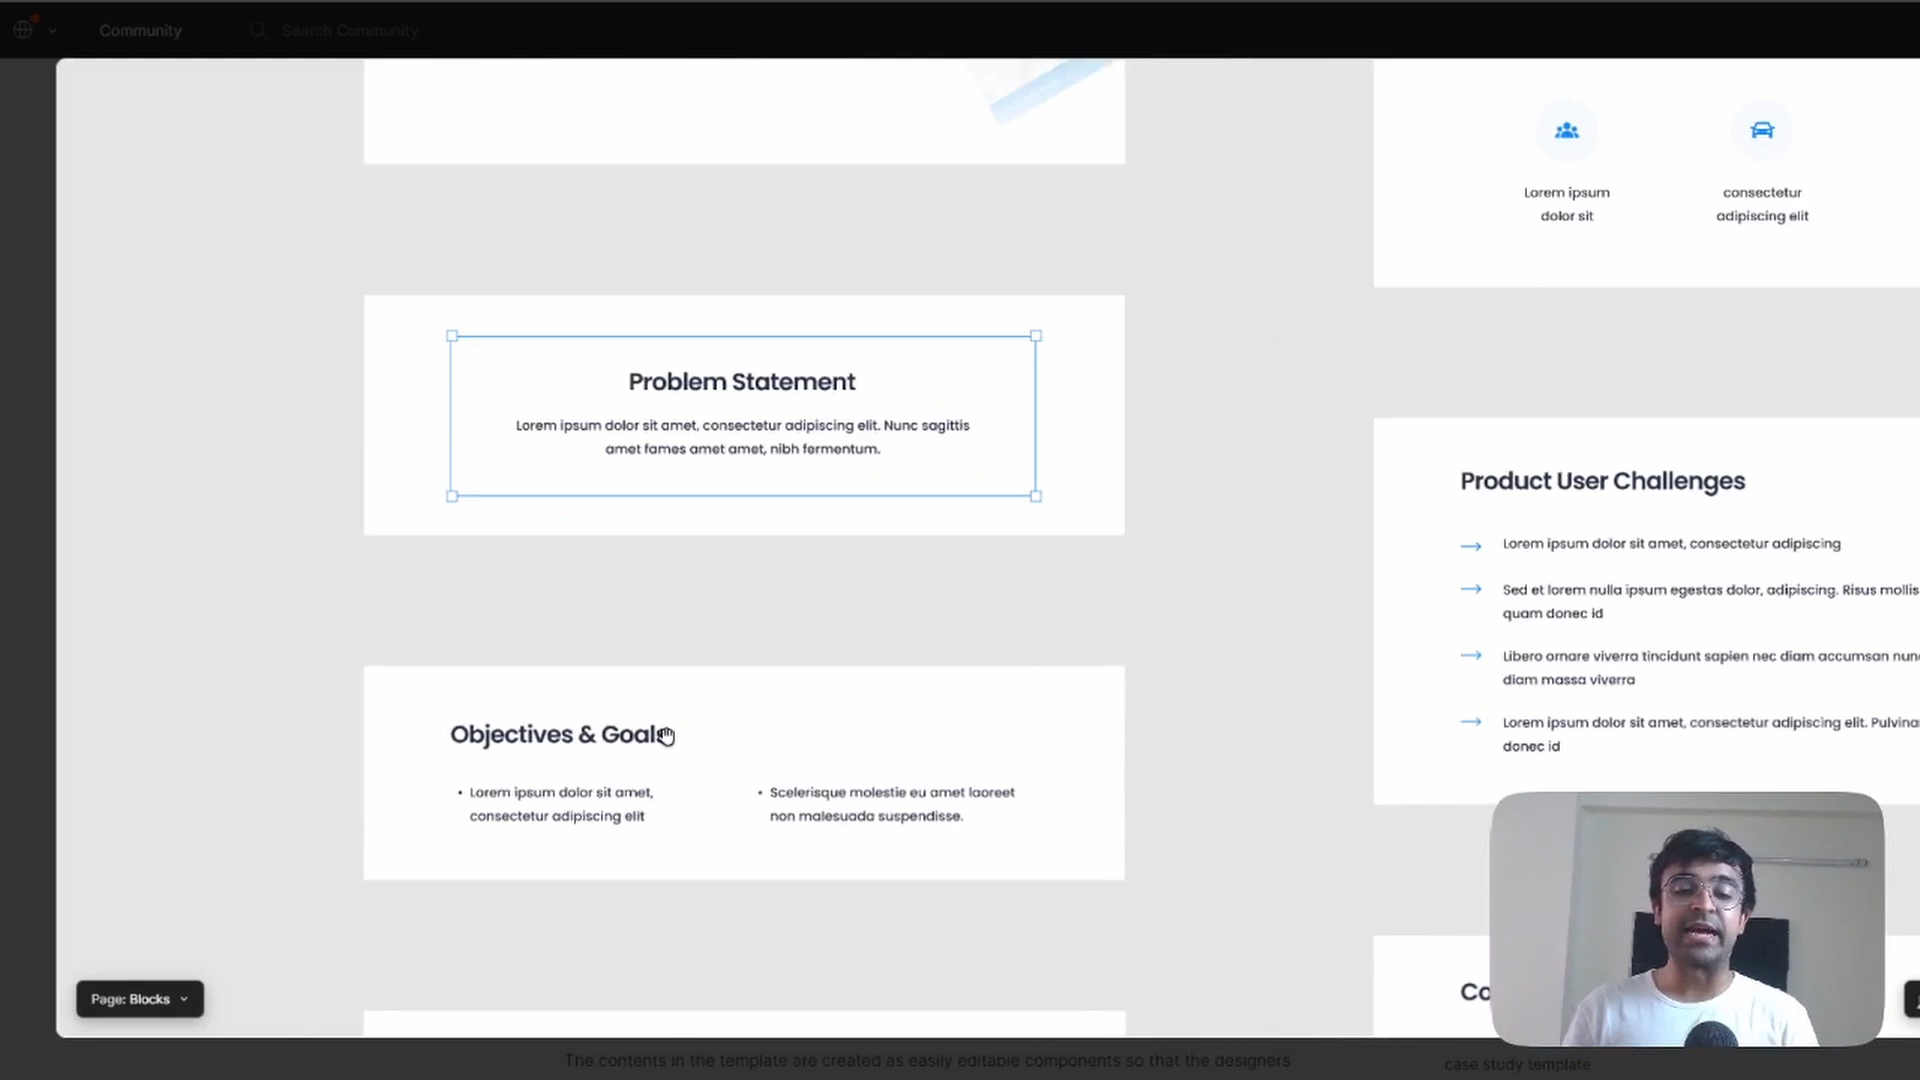 Community
Search Community
Lorem ipsum
dolor sit
consectetur
adipiscing elit
Problem Statement
Lorem ipsum dolor sit amet, consectetur adipiscing elit. Nunc sagittis
amet fames amet amet, nibh fermentum.
Product User Challenges
Lorem ipsum dolor sit amet, consectetur adipiscing
Sed et lorem nulla ipsum egestas dolor, adipiscing. Risus mollis
quam donec id
Libero ornare viverra tincidunt sapien nec diam accumsan nunc
diam massa viverra
Lorem ipsum dolor sit amet, consectetur adipiscing elit. Pulvina
donec id
Objectives & Goals
• Lorem ipsum dolor sit amet,
consectetur adipiscing elit
• Scelerisque molestie eu amet laoreet
non malesuada suspendisse.
Co
Page: Blocks
The contents in the template are created as easily editable components so that the designers
case study template